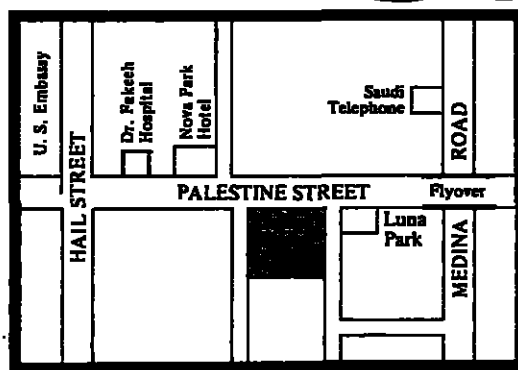 U. S. Embassy
HAIL STREET
Dr. Fakeeh
Hospital
Nova Park
Hotel
Saudi
Telephone
ROAD
PALESTINE STREET
Flyover
Luna
Park
MEDINA